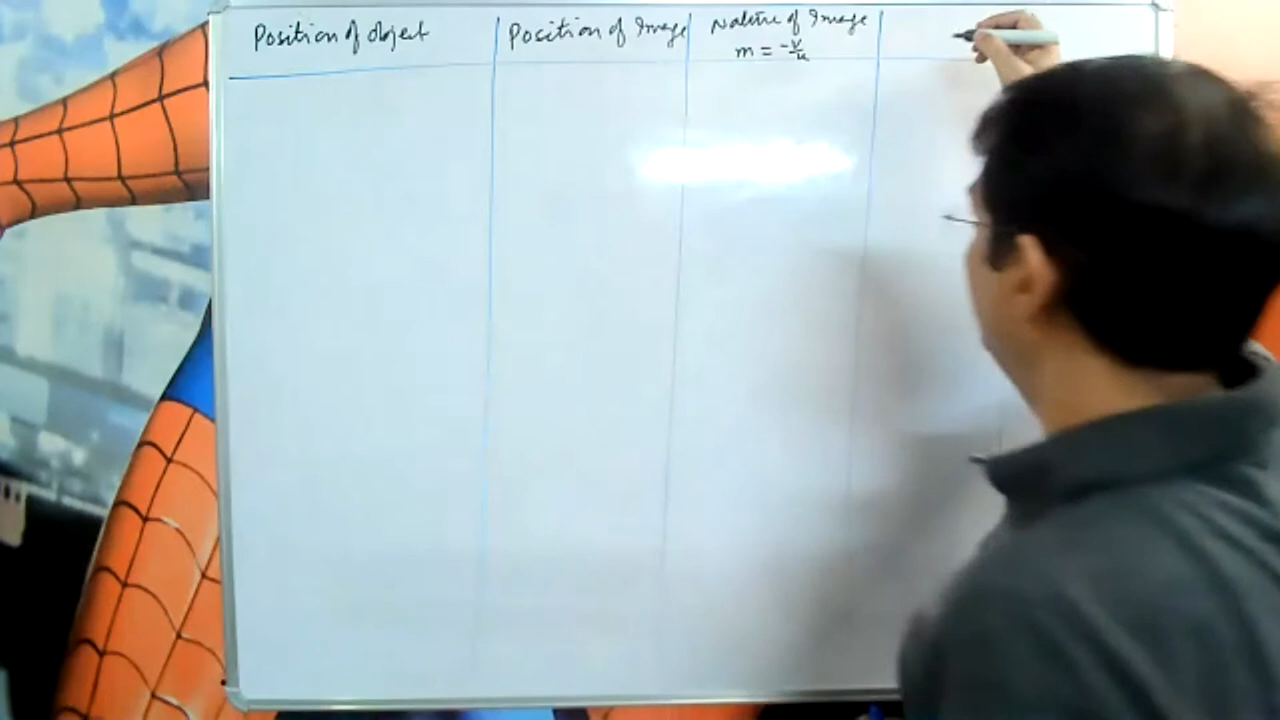 Position of object
Position of Image
Nature of Image
m = -v/u